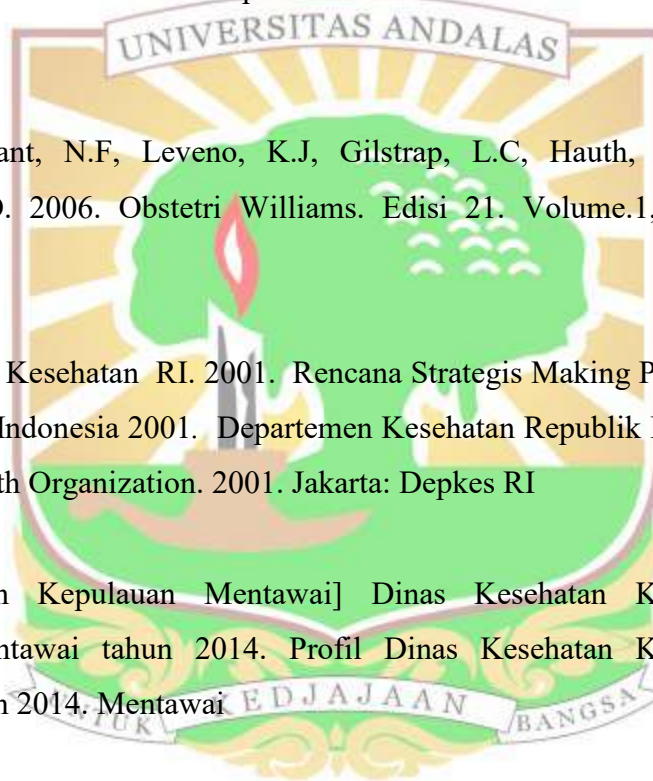 UNIVERSITAS ANDALAS
ant, N.F, Leveno, K.J, Gilstrap, L.C, Hauth,
2006. Obstetri Williams. Edisi 21. Volume.1,
Kesehatan RI. 2001. Rencana Strategis Making P
Indonesia 2001. Departemen Kesehatan Republik
th Organization. 2001. Jakarta: Depkes RI
n Kepulauan Mentawai] Dinas Kesehatan K
ntawai tahun 2014. Profil Dinas Kesehatan K
n 2014. Mentawai
UNTUK KEDJAJAAN BANGSA